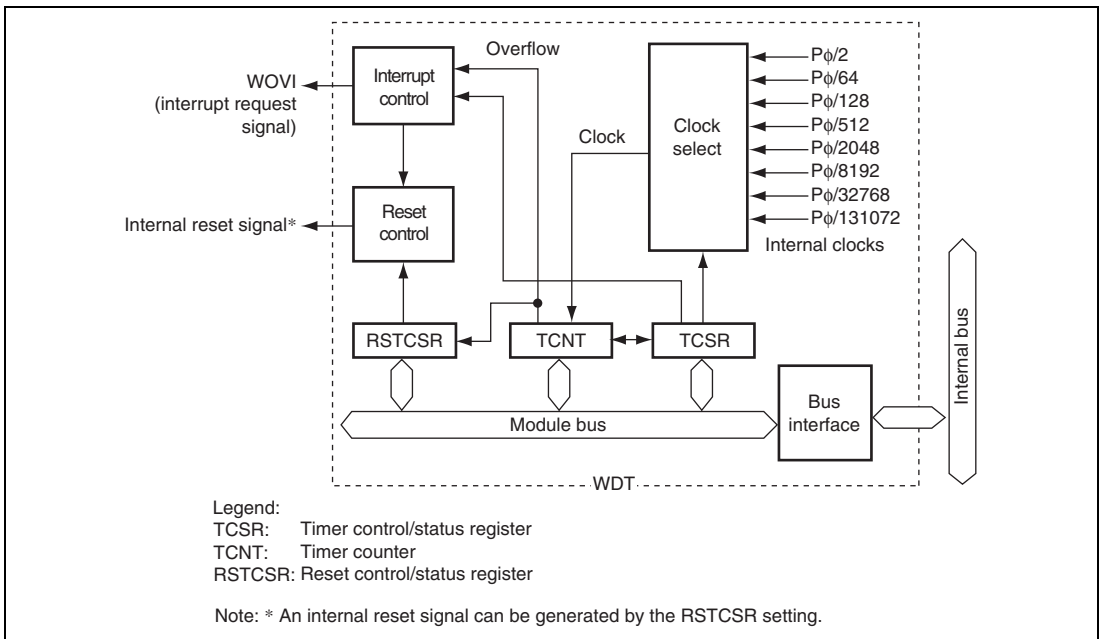 Overflow
WOVI
(interrupt request
signal)
Interrupt
control
Clock
select
Pϕ/2
Pϕ/64
Pϕ/128
Pϕ/512
Pϕ/2048
Pϕ/8192
Pϕ/32768
Pϕ/131072
Internal clocks
Clock
Internal reset signal*
Reset
control
RSTCSR
TCNT
TCSR
Module bus
Bus
interface
Internal bus
WDT
Legend:
TCSR: Timer control/status register
TCNT: Timer counter
RSTCSR: Reset control/status register
Note: * An internal reset signal can be generated by the RSTCSR setting.